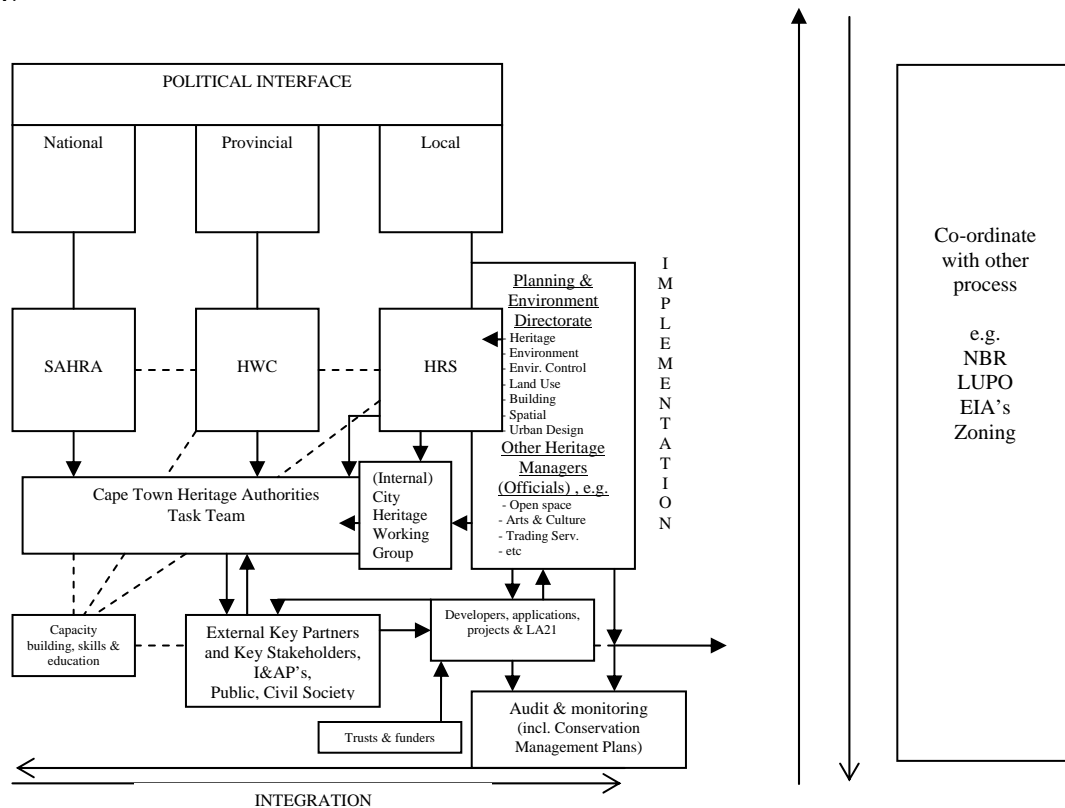 POLITICAL INTERFACE
National
Provincial
Local
SAHRA
HWC
HRS
Planning &
Environment
Directorate
- Heritage
- Environment
- Envir. Control
- Land Use
- Building
- Spatial
- Urban Design
Other Heritage
Managers
(Officials) , e.g.
- Open space
- Arts & Culture
- Trading Serv.
- etc
IMPLEMENTATION
Co-ordinate
with other
process
e.g.
NBR
LUPO
EIA's
Zoning
Cape Town Heritage Authorities
Task Team
(Internal)
City
Heritage
Working
Group
Capacity
building, skills &
education
External Key Partners
and Key Stakeholders,
I&AP's,
Public, Civil Society
Developers, applications,
projects & LA21
Trusts & funders
Audit & monitoring
(incl. Conservation
Management Plans)
INTEGRATION